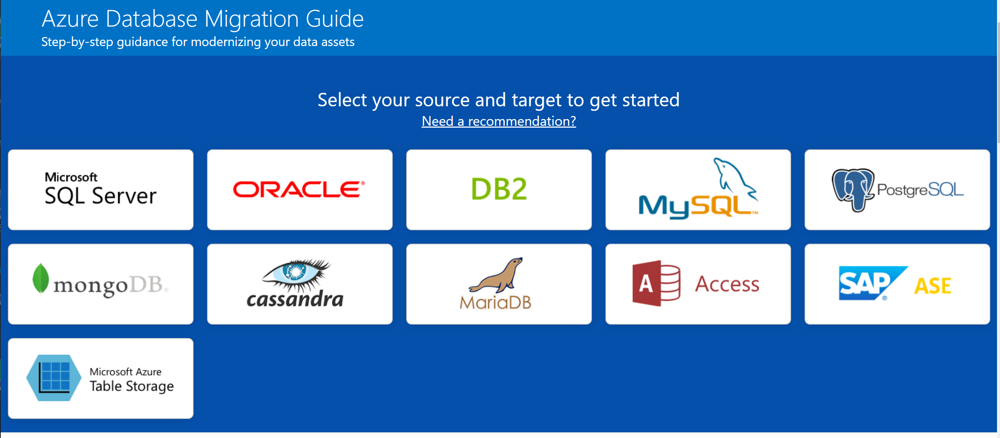 Azure Database Migration Guide
Step-by-step guidance for modernizing your data assets
Select your source and target to get started
Need a recommendation?
Microsoft
SQL Server
ORACLE®
DB2
MySQL™
PostgreSQL
mongoDB®
cassandra
MariaDB
A Access
SAP® ASE
Microsoft Azure
Table Storage